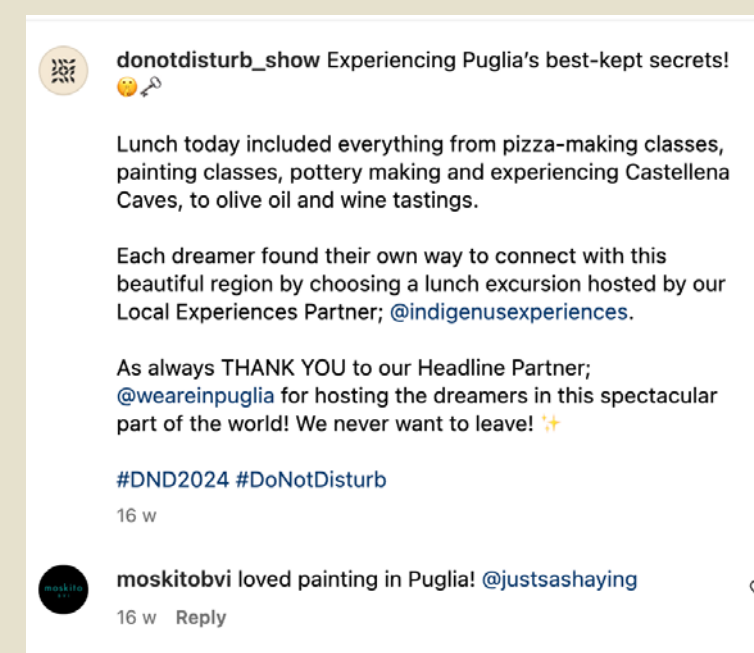 donotdisturb_show Experiencing Puglia's best-kept secrets!
🤫🗝️
Lunch today included everything from pizza-making classes,
painting classes, pottery making and experiencing Castellena
Caves, to olive oil and wine tastings.
Each dreamer found their own way to connect with this
beautiful region by choosing a lunch excursion hosted by our
Local Experiences Partner; @indigenusexperiences.
As always THANK YOU to our Headline Partner;
@weareinpuglia for hosting the dreamers in this spectacular
part of the world! We never want to leave! ✨
#DND2024 #DoNotDisturb
16 w
moskito
BVI
moskitobvi loved painting in Puglia! @justsashaying
16 w Reply